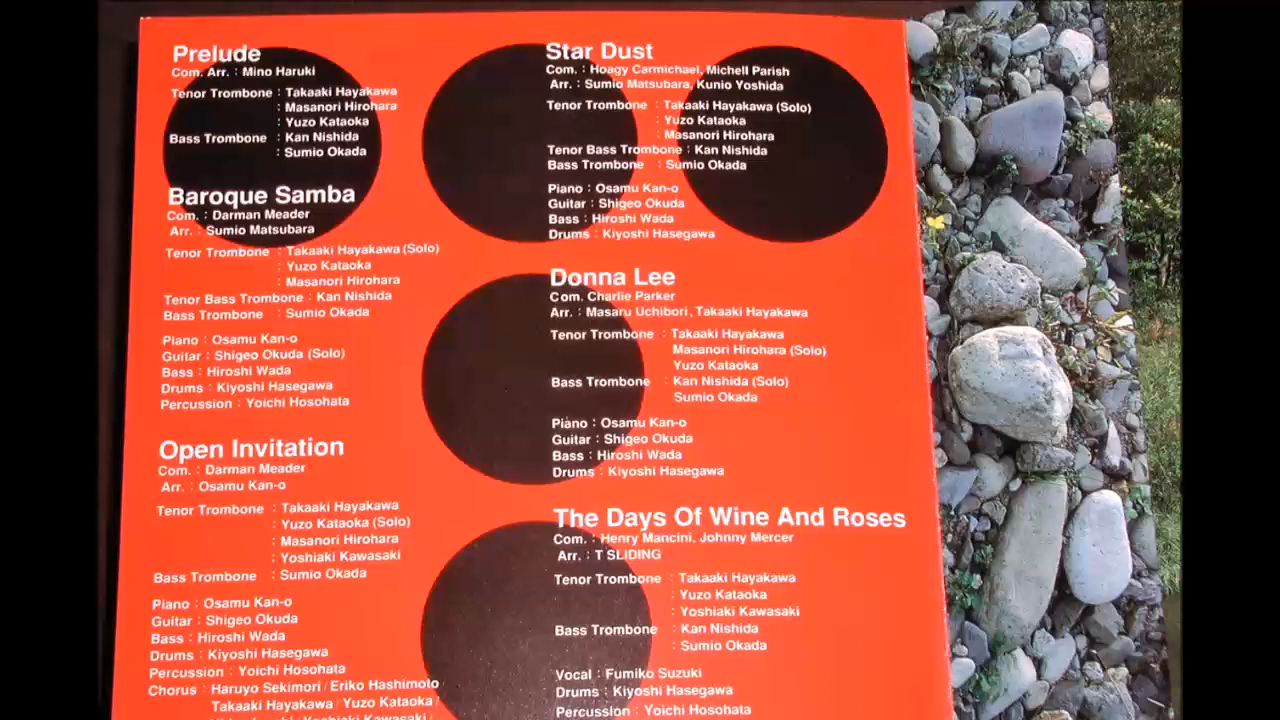 Prelude
Com. Arr. : Mino Haruki
Tenor Trombone : Takaaki Hayakawa
: Masanori Hirohara
: Yuzo Kataoka
Bass Trombone : Kan Nishida
: Sumio Okada
Baroque Samba
Com. : Darman Meader
Arr. : Sumio Matsubara
Tenor Trombone : Takaaki Hayakawa (Solo)
: Yuzo Kataoka
: Masanori Hirohara
Tenor Bass Trombone : Kan Nishida
Bass Trombone : Sumio Okada
Piano : Osamu Kan-o
Guitar : Shigeo Okuda (Solo)
Bass : Hiroshi Wada
Drums : Kiyoshi Hasegawa
Percussion : Yoichi Hosohata
Open Invitation
Com. : Darman Meader
Arr. : Osamu Kan-o
Tenor Trombone : Takaaki Hayakawa
: Yuzo Kataoka (Solo)
: Masanori Hirohara
: Yoshiaki Kawasaki
Bass Trombone : Sumio Okada
Piano : Osamu Kan-o
Guitar : Shigeo Okuda
Bass : Hiroshi Wada
Drums : Kiyoshi Hasegawa
Percussion : Yoichi Hosohata
Chorus : Haruyo Sekimori / Eriko Hashimoto
Takaaki Hayakawa / Yuzo Kataoka /
Yoshiaki Kawasaki /
Star Dust
Com. : Hoagy Carmichael, Michell Parish
Arr. : Sumio Matsubara, Kunio Yoshida
Tenor Trombone : Takaaki Hayakawa (Solo)
: Yuzo Kataoka
: Masanori Hirohara
Tenor Bass Trombone : Kan Nishida
Bass Trombone : Sumio Okada
Piano : Osamu Kan-o
Guitar : Shigeo Okuda
Bass : Hiroshi Wada
Drums : Kiyoshi Hasegawa
Donna Lee
Com. Charlie Parker
Arr. : Masaru Uchibori, Takaaki Hayakawa
Tenor Trombone : Takaaki Hayakawa
Masanori Hirohara (Solo)
Yuzo Kataoka
Bass Trombone : Kan Nishida (Solo)
Sumio Okada
Piano : Osamu Kan-o
Guitar : Shigeo Okuda
Bass : Hiroshi Wada
Drums : Kiyoshi Hasegawa
The Days Of Wine And Roses
Com. : Henry Mancini, Johnny Mercer
Arr. : T SLIDING
Tenor Trombone : Takaaki Hayakawa
: Yuzo Kataoka
: Yoshiaki Kawasaki
Bass Trombone : Kan Nishida
: Sumio Okada
Vocal : Fumiko Suzuki
Drums : Kiyoshi Hasegawa
Percussion : Yoichi Hosohata